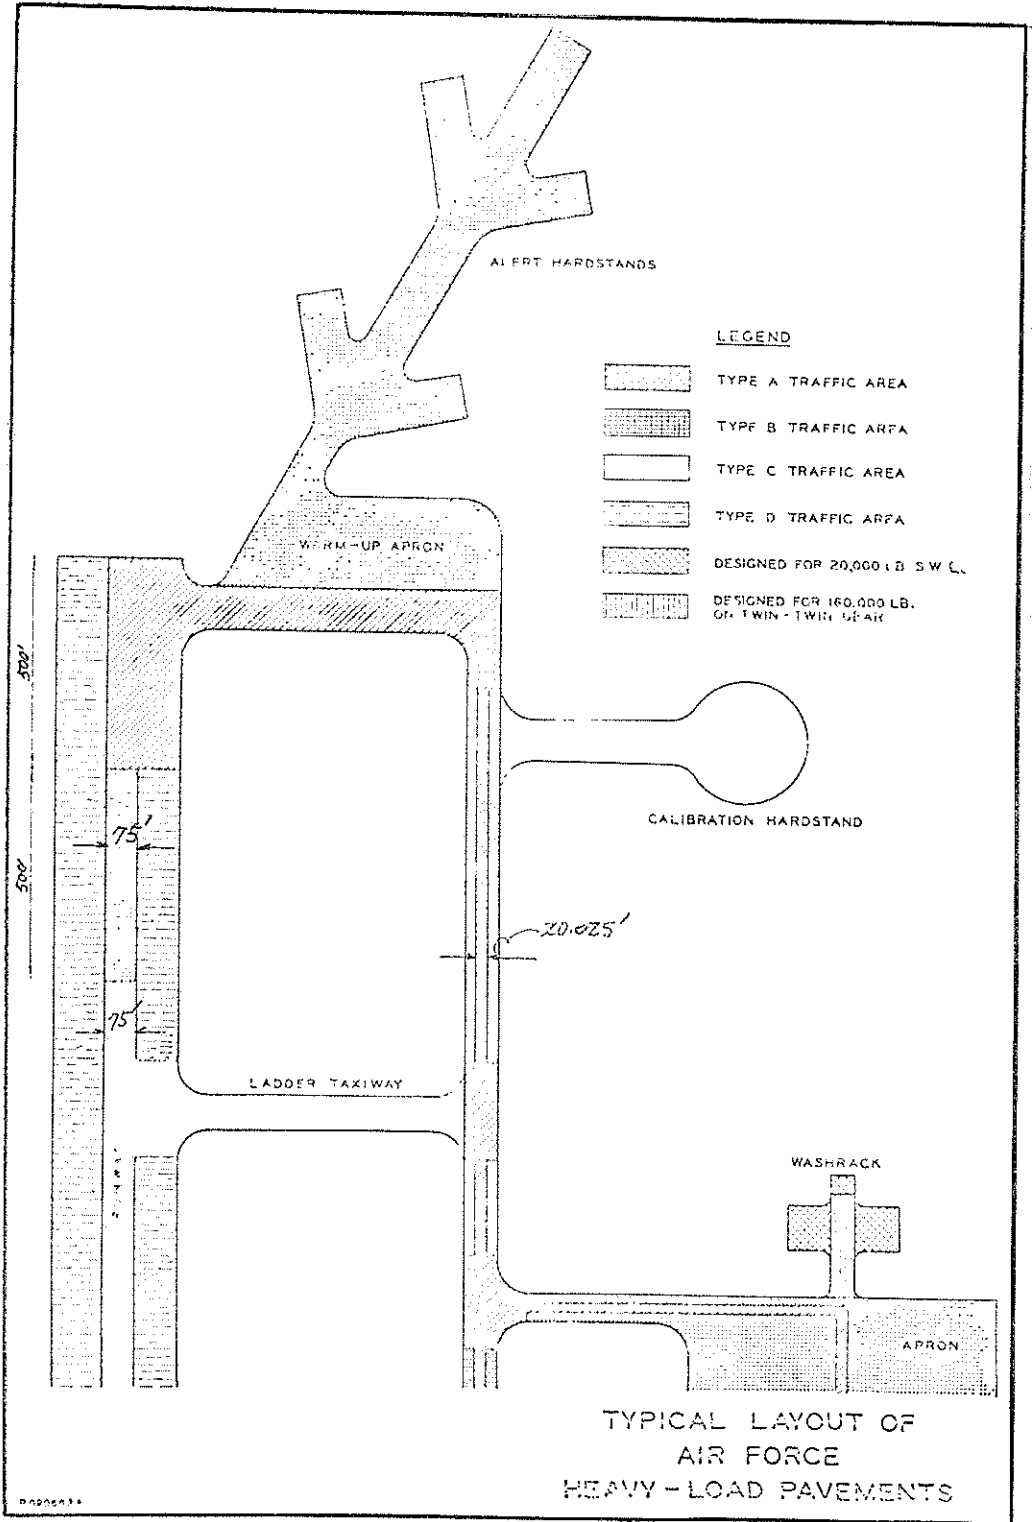 ALERT HARDSTANDS
LEGEND
TYPE A TRAFFIC AREA
TYPE B TRAFFIC AREA
TYPE C TRAFFIC AREA
TYPE D TRAFFIC AREA
DESIGNED FOR 20,000 LB S W L.
DESIGNED FOR 160,000 LB.
ON TWIN-TWIN GEAR
WARM-UP APRON
500'
500'
75'
CALIBRATION HARDSTAND
20.025'
75'
LADDER TAXIWAY
RUNWAY
WASHRACK
APRON
TYPICAL LAYOUT OF
AIR FORCE
HEAVY-LOAD PAVEMENTS